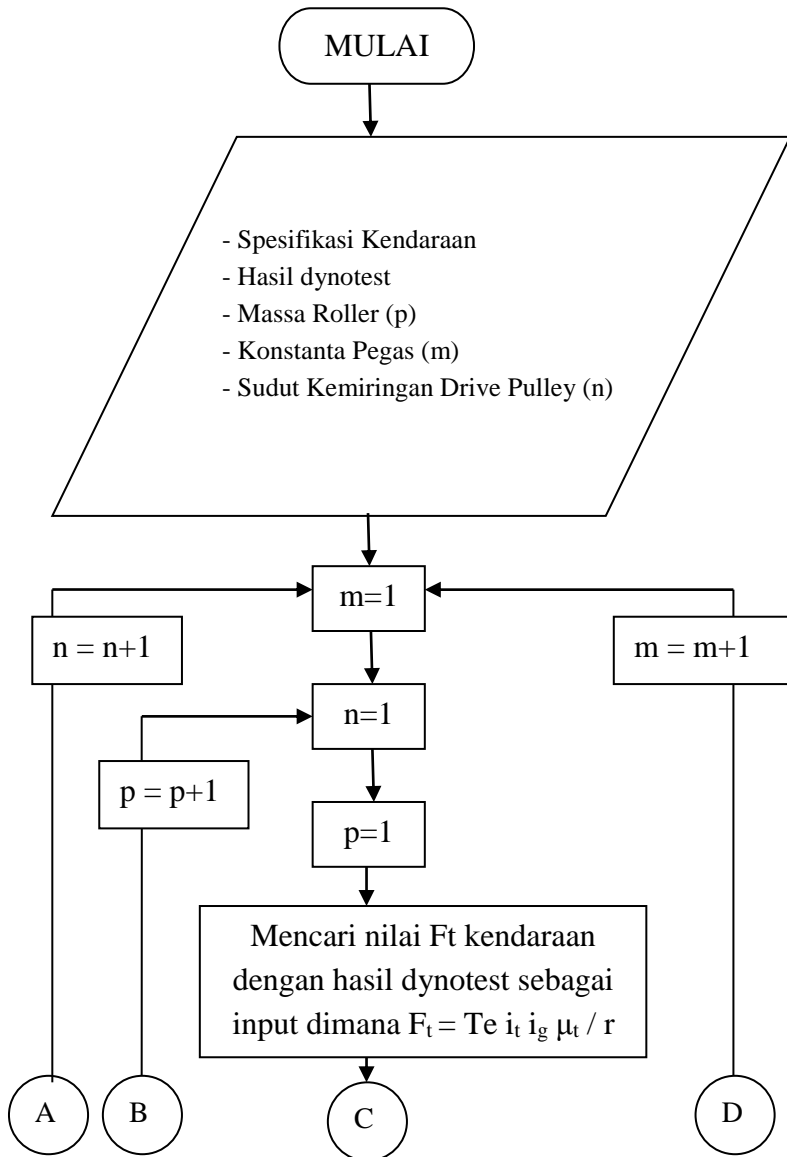 MULAI
- Spesifikasi Kendaraan
- Hasil dynotest
- Massa Roller (p)
- Konstanta Pegas (m)
- Sudut Kemiringan Drive Pulley (n)
m=1
n = n+1
m = m+1
n=1
p = p+1
p=1
Mencari nilai Ft kendaraan
dengan hasil dynotest sebagai
input dimana Fₜ = Te iₜ i_g μₜ / r
A
B
C
D